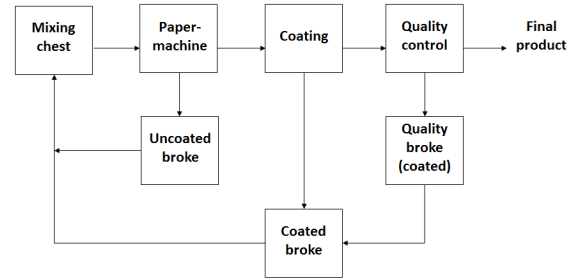 Mixing
chest
Paper-
machine
Coating
Quality
control
Final
product
Uncoated
broke
Quality
broke
(coated)
Coated
broke